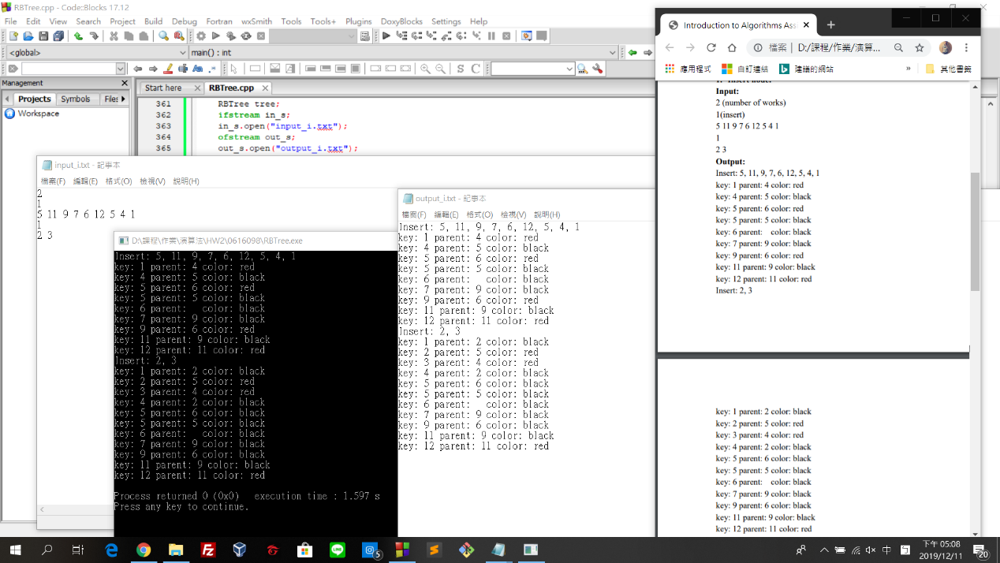 RBTree.cpp - Code::Blocks 17.12
File Edit View Search Project Build Debug Fortran wxSmith Tools Tools+ Plugins DoxyBlocks Settings Help
<global>
main() : int
Management
Projects Symbols Files
Workspace
Start here
RBTree.cpp
361 RBTree tree;
362 ifstream in_s;
363 in_s.open("input_i.txt");
364 ofstream out_s;
365 out_s.open("output_i.txt");
input_i.txt - 記事本
檔案(F) 編輯(E) 格式(O) 檢視(V) 說明(H)
2
1
5 11 9 7 6 12 5 4 1
1
2 3
D:\課程\作業\演算法\HW2\0616098\RBTree.exe
Insert: 5, 11, 9, 7, 6, 12, 5, 4, 1
key: 1 parent: 4 color: red
key: 4 parent: 5 color: black
key: 5 parent: 6 color: red
key: 5 parent: 5 color: black
key: 6 parent:   color: black
key: 7 parent: 9 color: black
key: 9 parent: 6 color: red
key: 11 parent: 9 color: black
key: 12 parent: 11 color: red
Insert: 2, 3
key: 1 parent: 2 color: black
key: 2 parent: 5 color: red
key: 3 parent: 4 color: red
key: 4 parent: 2 color: black
key: 5 parent: 6 color: black
key: 5 parent: 5 color: black
key: 6 parent:   color: black
key: 7 parent: 9 color: black
key: 9 parent: 6 color: black
key: 11 parent: 9 color: black
key: 12 parent: 11 color: red
Process returned 0 (0x0)   execution time : 1.597 s
Press any key to continue.
output_i.txt - 記事本
檔案(F) 編輯(E) 格式(O) 檢視(V) 說明(H)
Insert: 5, 11, 9, 7, 6, 12, 5, 4, 1
key: 1 parent: 4 color: red
key: 4 parent: 5 color: black
key: 5 parent: 6 color: red
key: 5 parent: 5 color: black
key: 6 parent:   color: black
key: 7 parent: 9 color: black
key: 9 parent: 6 color: red
key: 11 parent: 9 color: black
key: 12 parent: 11 color: red
Insert: 2, 3
key: 1 parent: 2 color: black
key: 2 parent: 5 color: red
key: 3 parent: 4 color: red
key: 4 parent: 2 color: black
key: 5 parent: 6 color: black
key: 5 parent: 5 color: black
key: 6 parent:   color: black
key: 7 parent: 9 color: black
key: 9 parent: 6 color: black
key: 11 parent: 9 color: black
key: 12 parent: 11 color: red
Introduction to Algorithms Ass
檔案 | D:/課程/作業/演算...
應用程式 自訂連結 建議的網站 » 其他書籤
1. Insert node:
Input:
2 (number of works)
1(insert)
5 11 9 7 6 12 5 4 1
1
2 3
Output:
Insert: 5, 11, 9, 7, 6, 12, 5, 4, 1
key: 1 parent: 4 color: red
key: 4 parent: 5 color: black
key: 5 parent: 6 color: red
key: 5 parent: 5 color: black
key: 6 parent:   color: black
key: 7 parent: 9 color: black
key: 9 parent: 6 color: red
key: 11 parent: 9 color: black
key: 12 parent: 11 color: red
Insert: 2, 3
key: 1 parent: 2 color: black
key: 2 parent: 5 color: red
key: 3 parent: 4 color: red
key: 4 parent: 2 color: black
key: 5 parent: 6 color: black
key: 5 parent: 5 color: black
key: 6 parent:   color: black
key: 7 parent: 9 color: black
key: 9 parent: 6 color: black
key: 11 parent: 9 color: black
key: 12 parent: 11 color: red
5
中
下午 05:08
2019/12/11
20